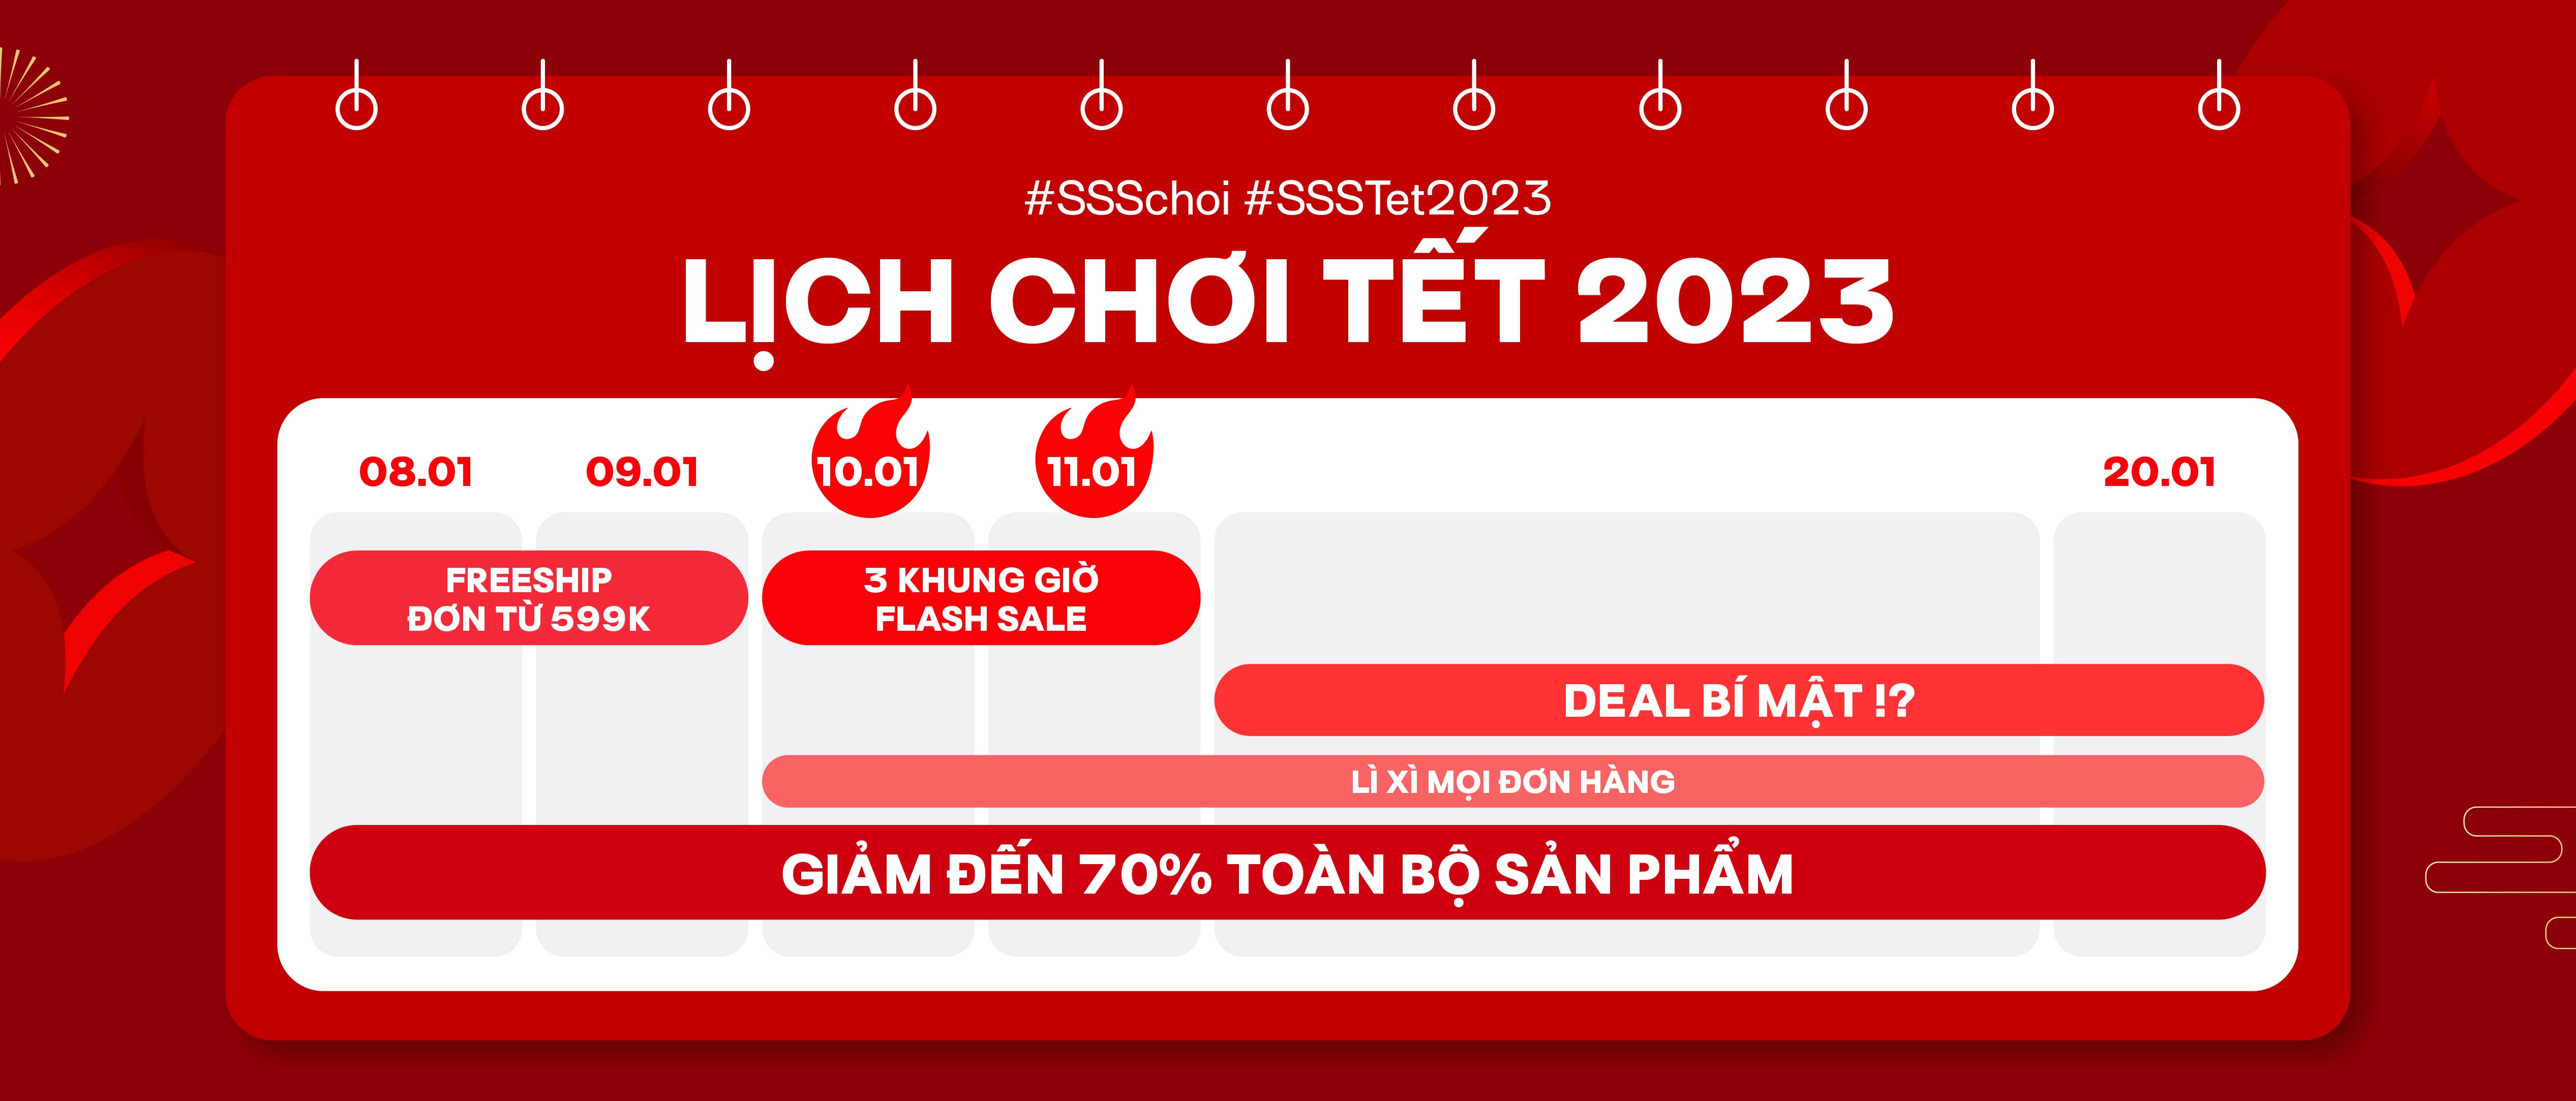 #SSSchoi #SSSTet2023
LỊCH CHƠI TẾT 2023
08.01
09.01
10.01
11.01
20.01
FREESHIP
ĐƠN TỪ 599K
3 KHUNG GIỜ
FLASH SALE
DEAL BÍ MẬT !?
LÌ XÌ MỌI ĐƠN HÀNG
GIẢM ĐẾN 70% TOÀN BỘ SẢN PHẨM